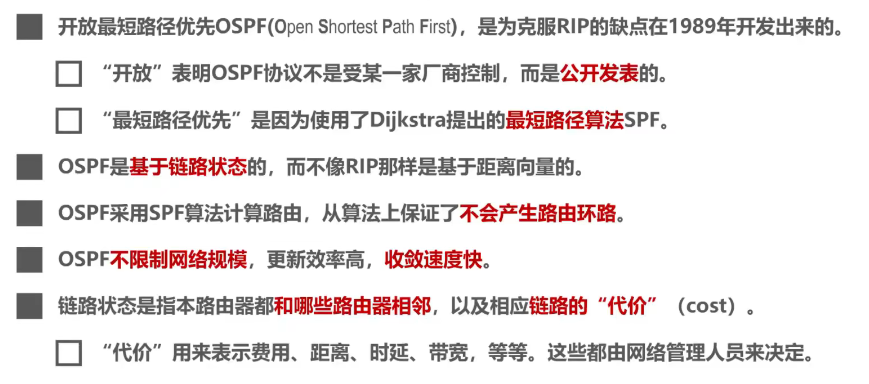 开放最短路径优先OSPF(Open Shortest Path First)，是为克服RIP的缺点在1989年开发出来的。
“开放”表明OSPF协议不是受某一家厂商控制，而是公开发表的。
“最短路径优先”是因为使用了Dijkstra提出的最短路径算法SPF。
OSPF是基于链路状态的，而不像RIP那样是基于距离向量的。
OSPF采用SPF算法计算路由，从算法上保证了不会产生路由环路。
OSPF不限制网络规模，更新效率高，收敛速度快。
链路状态是指本路由器都和哪些路由器相邻，以及相应链路的“代价”（cost）。
“代价”用来表示费用、距离、时延、带宽，等等。这些都由网络管理人员来决定。